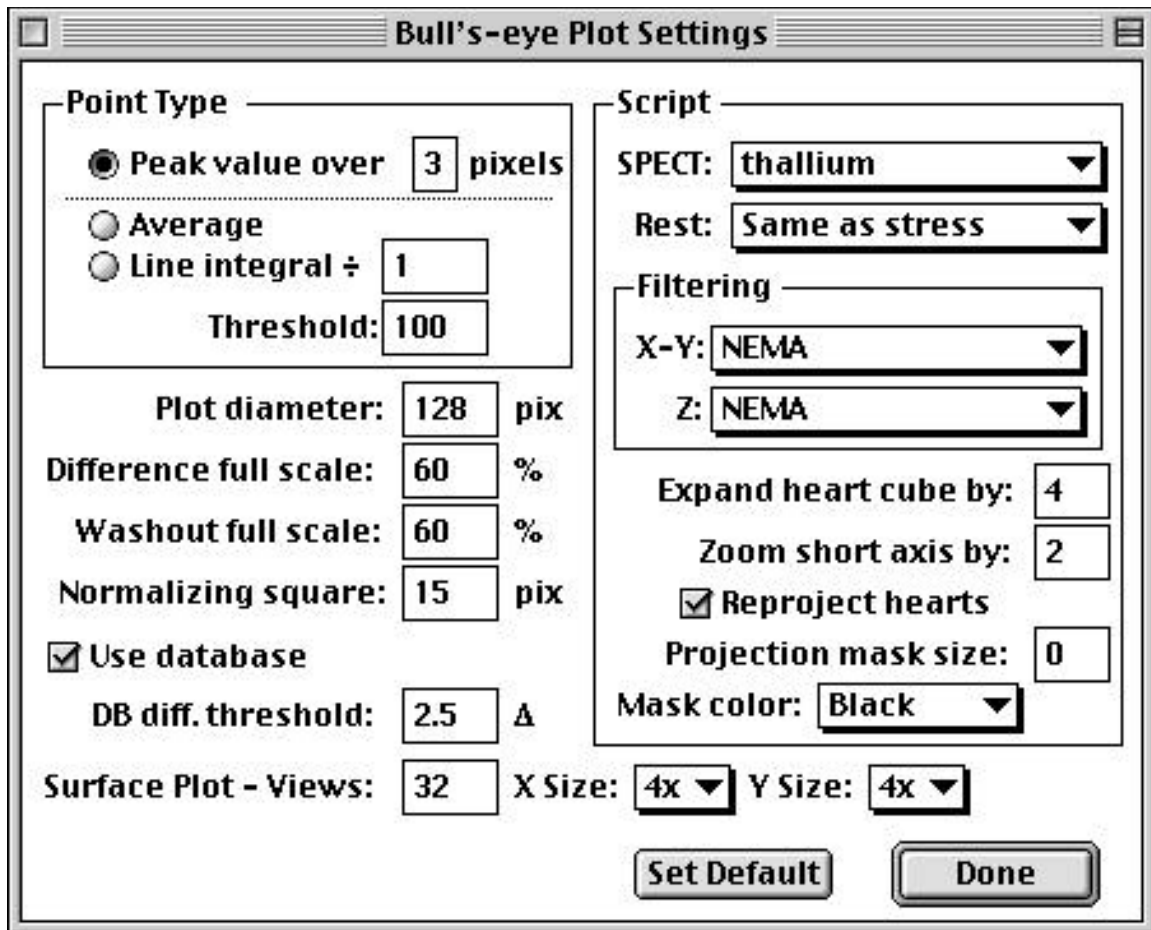 Bull's-eye Plot Settings
Point Type
Peak value over 3 pixels
Average
Line integral ÷ 1
Threshold: 100
Plot diameter: 128 pix
Difference full scale: 60 %
Washout full scale: 60 %
Normalizing square: 15 pix
Use database
DB diff. threshold: 2.5 Δ
Script
SPECT: thallium
Rest: Same as stress
Filtering
X-Y: NEMA
Z: NEMA
Expand heart cube by: 4
Zoom short axis by: 2
Reproject hearts
Projection mask size: 0
Mask color: Black
Surface Plot - Views: 32 X Size: 4x Y Size: 4x
Set Default Done